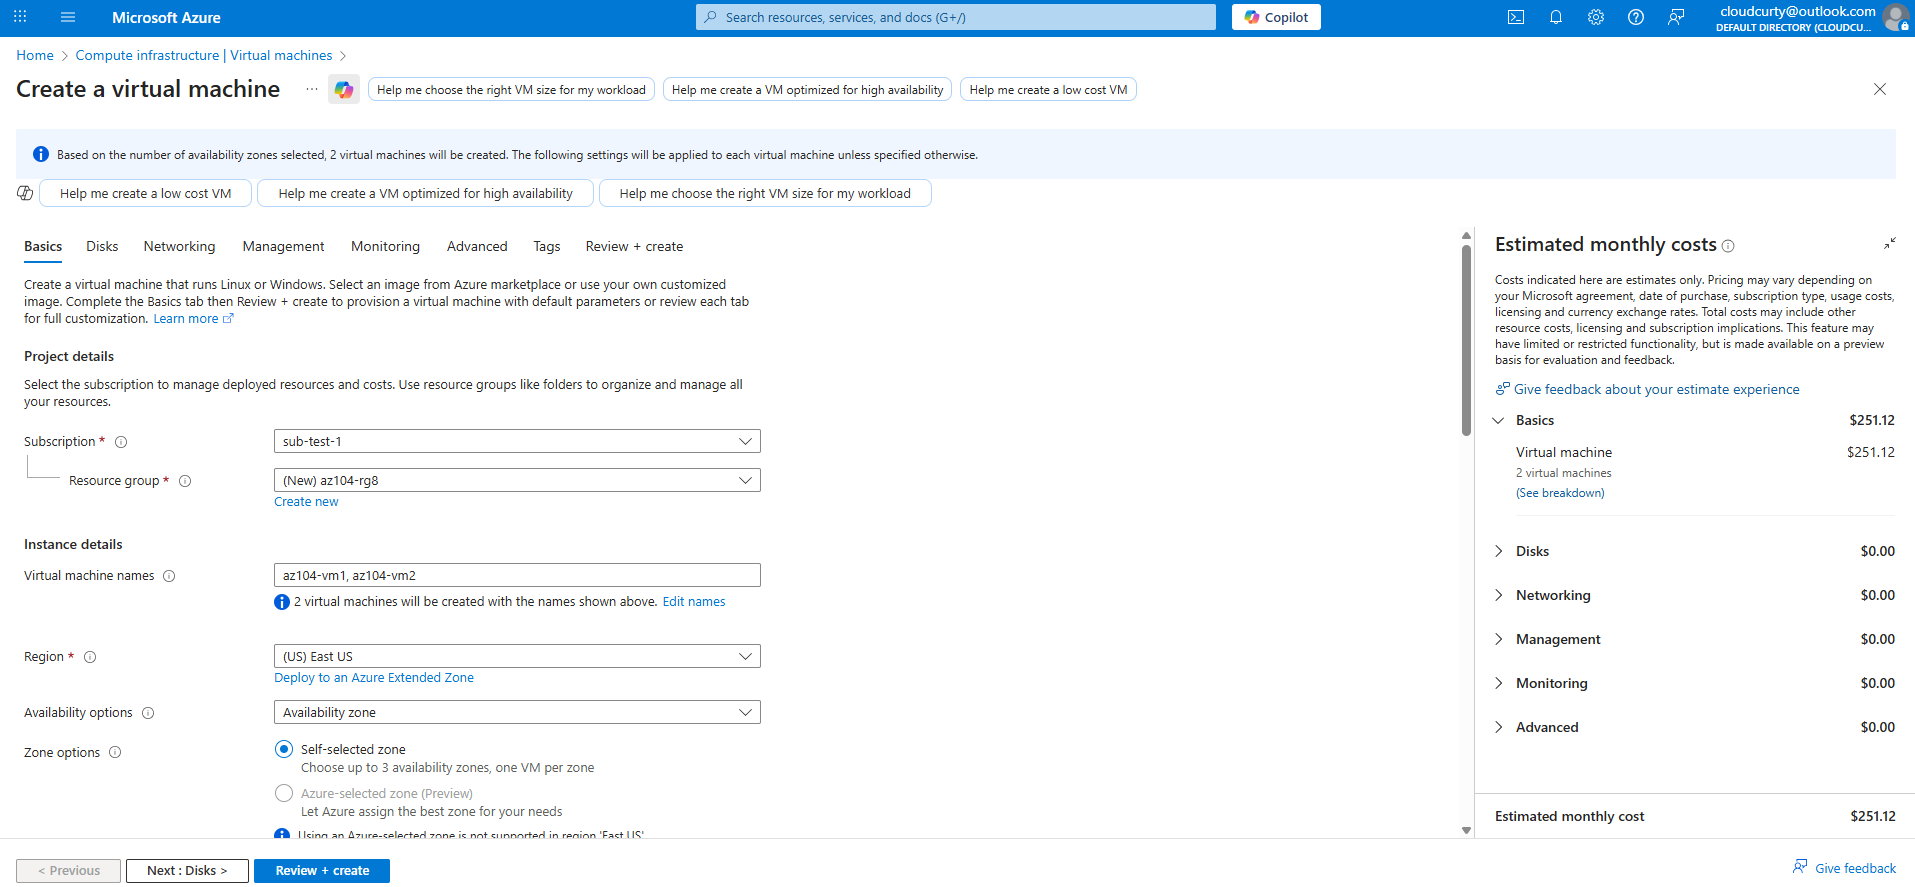 Microsoft Azure
Search resources, services, and docs (G+/)
Copilot
cloudcurty@outlook.com
DEFAULT DIRECTORY (CLOUDCU...
Home > Compute infrastructure | Virtual machines >
Create a virtual machine
...
Help me choose the right VM size for my workload
Help me create a VM optimized for high availability
Help me create a low cost VM
Based on the number of availability zones selected, 2 virtual machines will be created. The following settings will be applied to each virtual machine unless specified otherwise.
Help me create a low cost VM
Help me create a VM optimized for high availability
Help me choose the right VM size for my workload
Basics Disks Networking Management Monitoring Advanced Tags Review + create
Create a virtual machine that runs Linux or Windows. Select an image from Azure marketplace or use your own customized
image. Complete the Basics tab then Review + create to provision a virtual machine with default parameters or review each tab
for full customization. Learn more
Project details
Select the subscription to manage deployed resources and costs. Use resource groups like folders to organize and manage all
your resources.
Subscription *
sub-test-1
Resource group *
(New) az104-rg8
Create new
Instance details
Virtual machine names
az104-vm1, az104-vm2
2 virtual machines will be created with the names shown above. Edit names
Region *
(US) East US
Deploy to an Azure Extended Zone
Availability options
Availability zone
Zone options
Self-selected zone
Choose up to 3 availability zones, one VM per zone
Azure-selected zone (Preview)
Let Azure assign the best zone for your needs
Using an Azure-selected zone is not supported in region 'East US'.
Estimated monthly costs
Costs indicated here are estimates only. Pricing may vary depending on
your Microsoft agreement, date of purchase, subscription type, usage costs,
licensing and currency exchange rates. Total costs may include other
resource costs, licensing and subscription implications. This feature may
have limited or restricted functionality, but is made available on a preview
basis for evaluation and feedback.
Give feedback about your estimate experience
Basics $251.12
Virtual machine $251.12
2 virtual machines
(See breakdown)
Disks $0.00
Networking $0.00
Management $0.00
Monitoring $0.00
Advanced $0.00
Estimated monthly cost $251.12
< Previous
Next : Disks >
Review + create
Give feedback